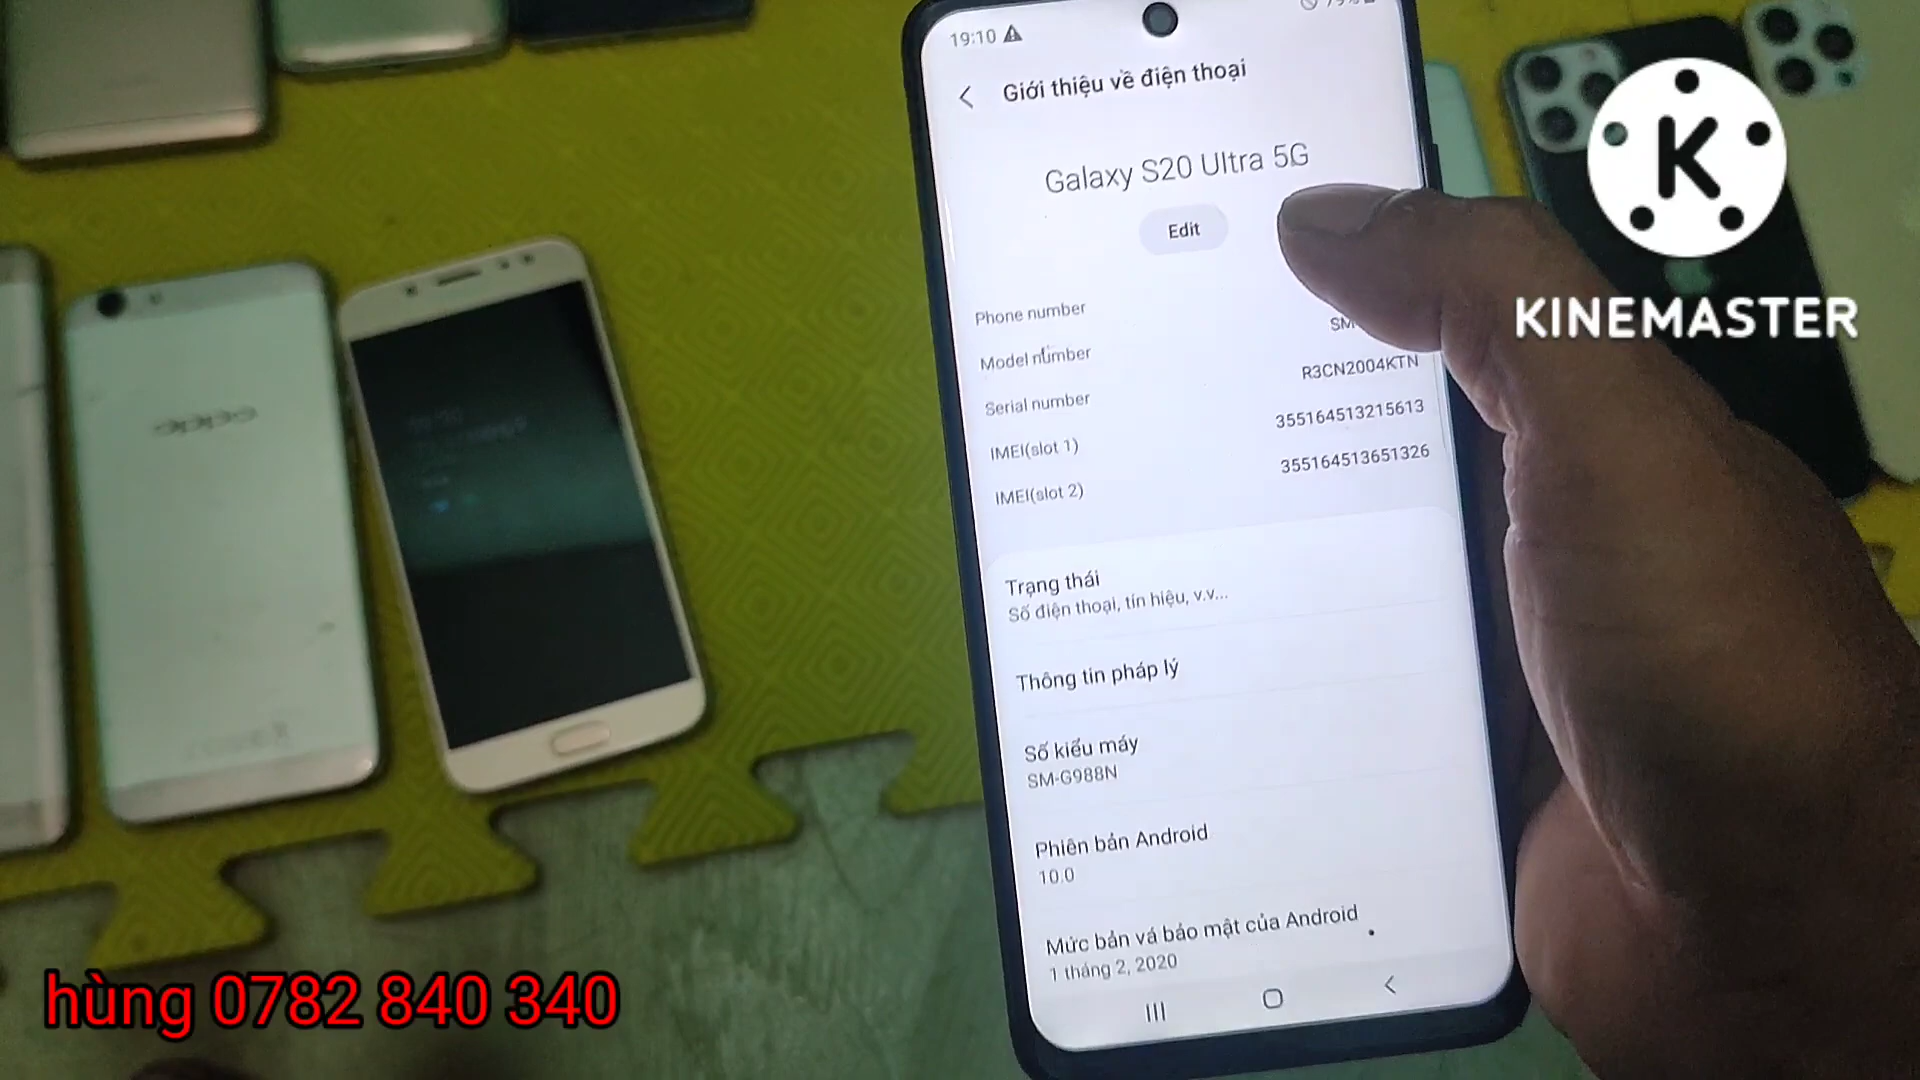 19:10
Giới thiệu về điện thoại
Galaxy S20 Ultra 5G
Edit
Phone number
Model number SM-
Serial number R3CN2004KTN
IMEI(slot 1) 355164513215613
IMEI(slot 2) 355164513651326
Trạng thái
Số điện thoại, tín hiệu, v.v...
Thông tin pháp lý
Số kiểu máy
SM-G988N
Phiên bản Android
10.0
Mức bản vá bảo mật của Android
1 tháng 2, 2020
K
KINEMASTER
oppo
hùng 0782 840 340